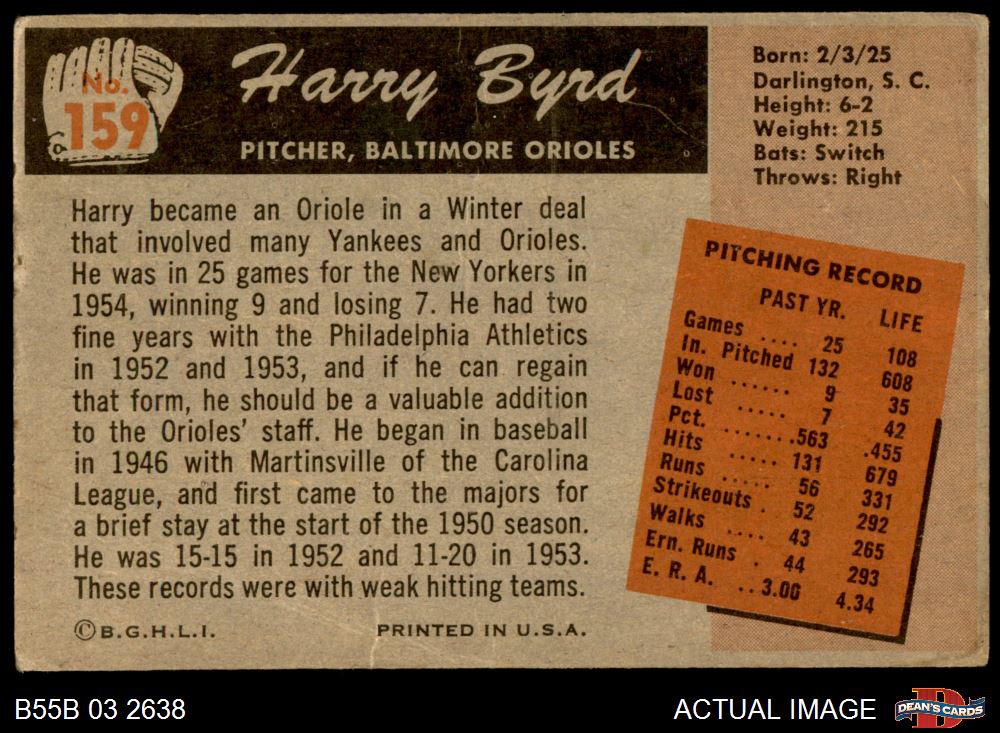 No.
159
Harry Byrd
PITCHER, BALTIMORE ORIOLES
Born: 2/3/25
Darlington, S. C.
Height: 6-2
Weight: 215
Bats: Switch
Throws: Right
Harry became an Oriole in a Winter deal
that involved many Yankees and Orioles.
He was in 25 games for the New Yorkers in
1954, winning 9 and losing 7. He had two
fine years with the Philadelphia Athletics
in 1952 and 1953, and if he can regain
that form, he should be a valuable addition
to the Orioles' staff. He began in baseball
in 1946 with Martinsville of the Carolina
League, and first came to the majors for
a brief stay at the start of the 1950 season.
He was 15-15 in 1952 and 11-20 in 1953.
These records were with weak hitting teams.
©B.G.H.L.I. PRINTED IN U.S.A.
PITCHING RECORD
PAST YR. LIFE
Games .... 25 108
In. Pitched 132 608
Won ...... 9 35
Lost ..... 7 42
Pct. .......563 .455
Hits ..... 131 679
Runs ..... 56 331
Strikeouts . 52 292
Walks .... 43 265
Ern. Runs . 44 293
E. R. A. ..3.00 4.34
B55B 03 2638
ACTUAL IMAGE
DEAN'S CARDS